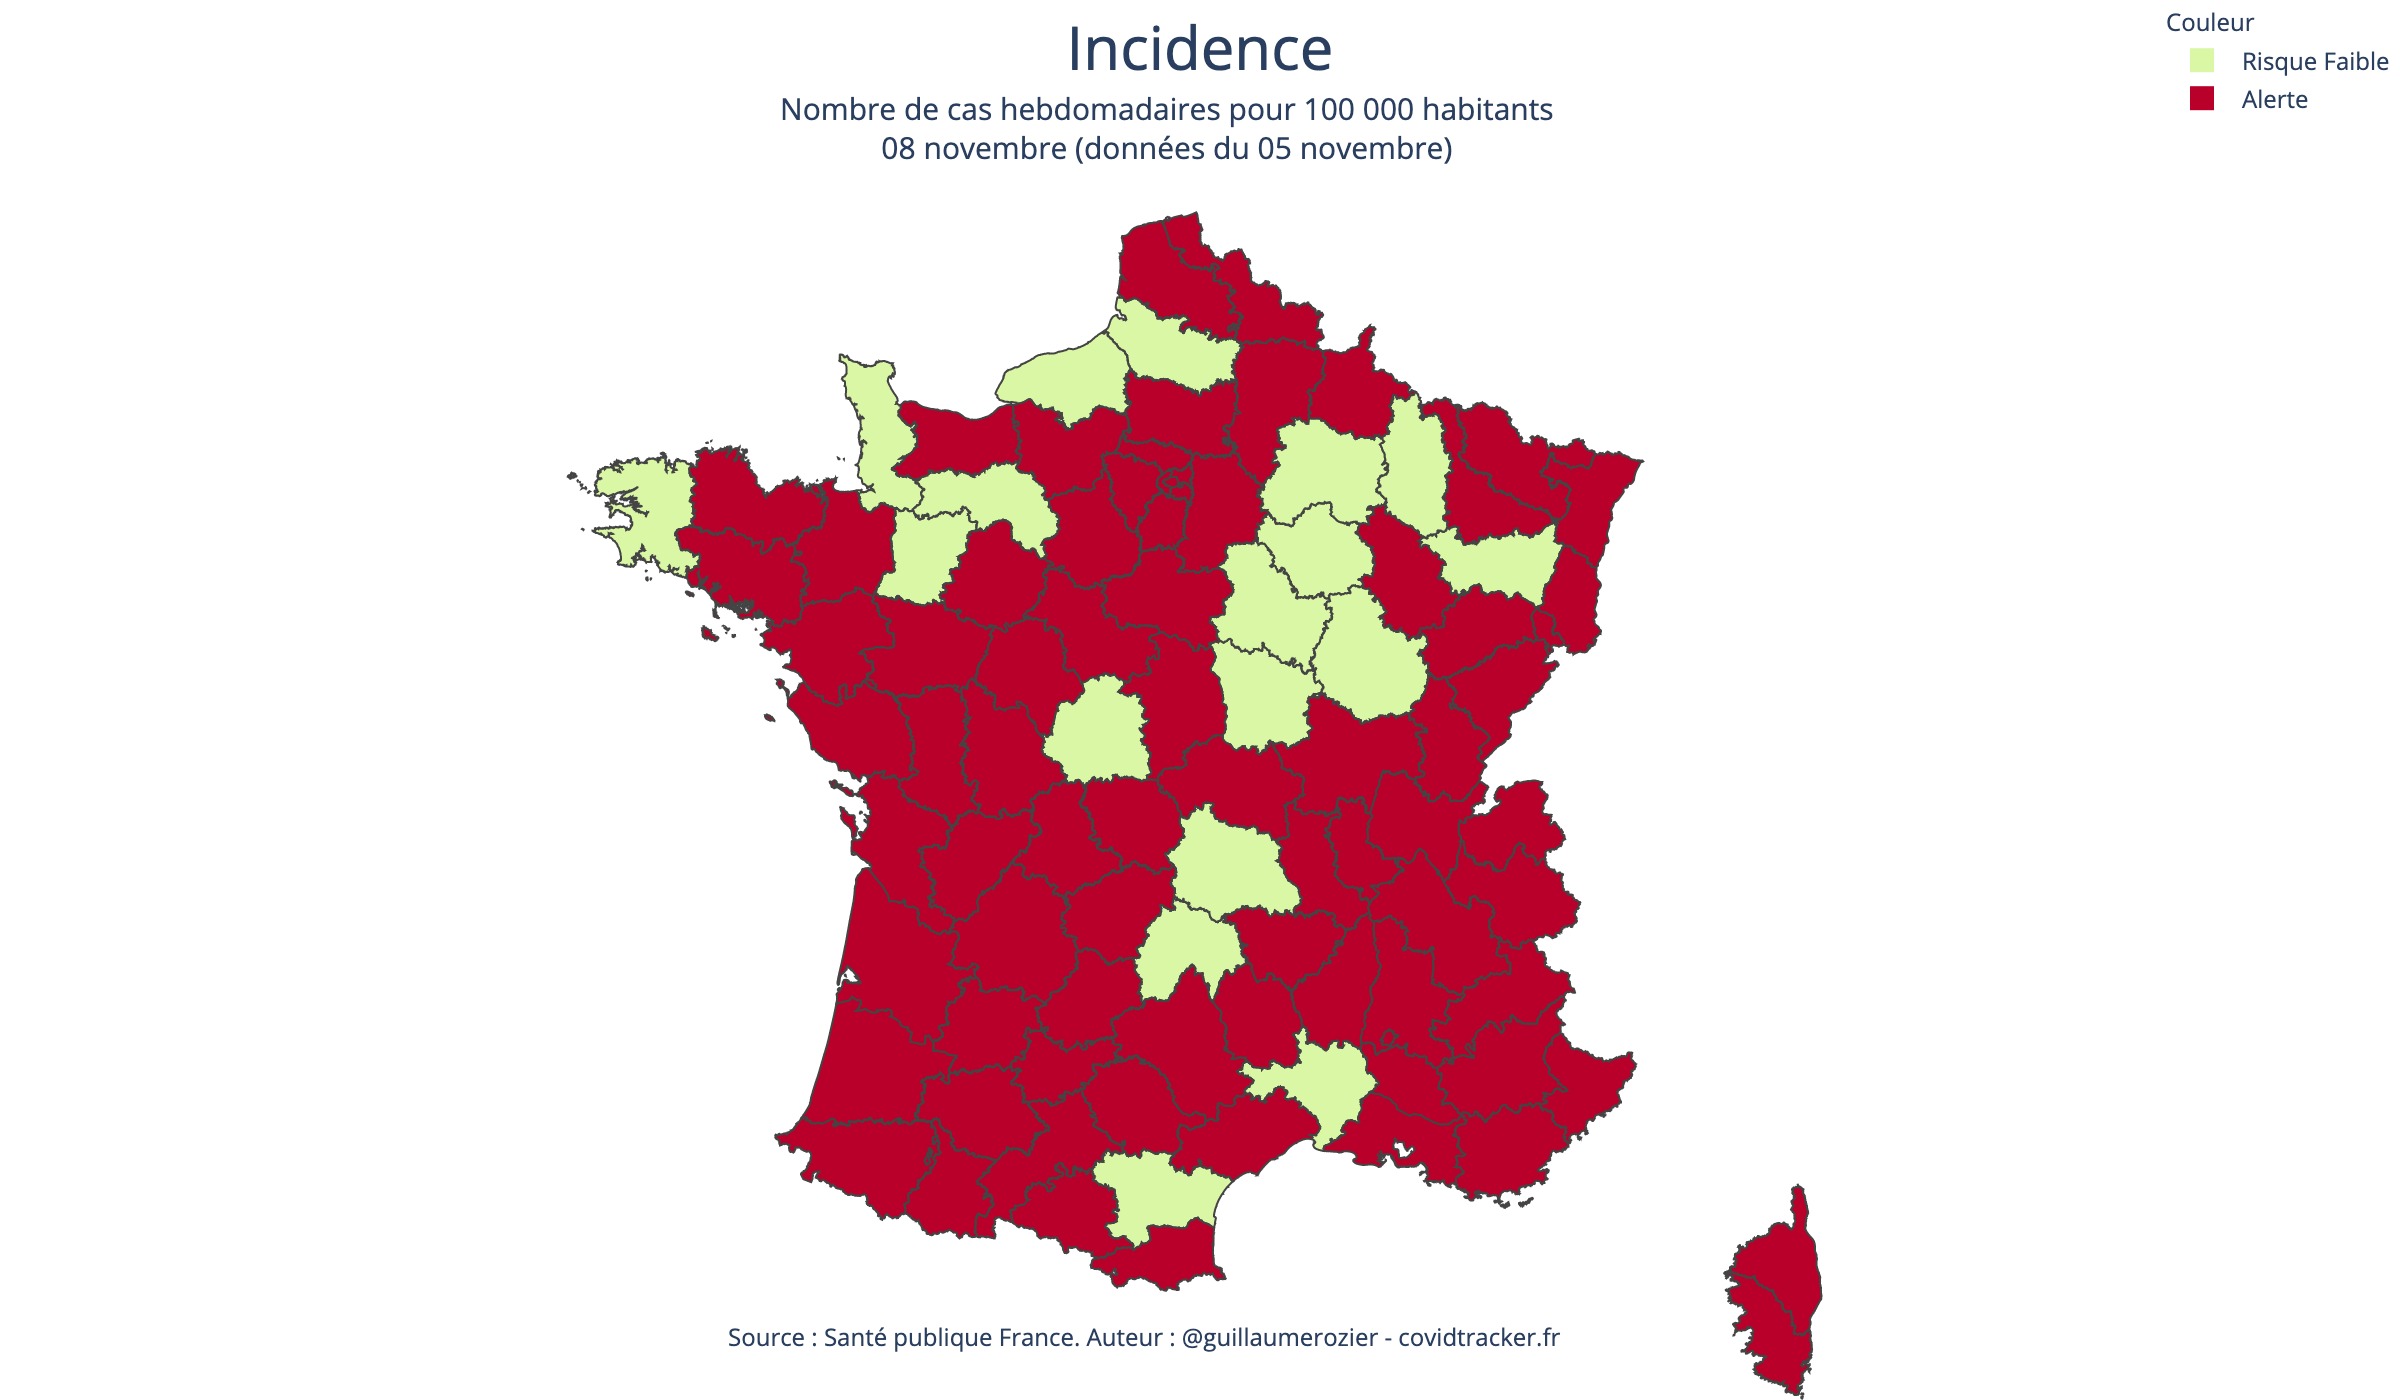 Incidence
Nombre de cas hebdomadaires pour 100 000 habitants
08 novembre (données du 05 novembre)
Couleur
Risque Faible
Alerte
Source : Santé publique France. Auteur : @guillaumerozier - covidtracker.fr